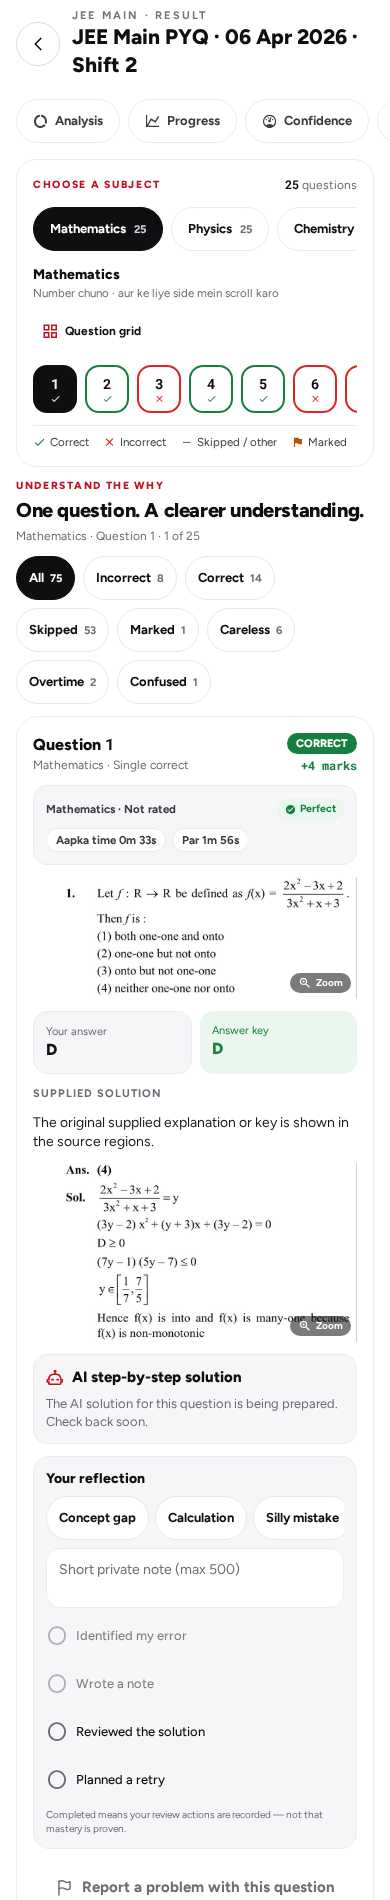 JEE MAIN · RESULT
JEE Main PYQ · 06 Apr 2026 ·
Shift 2
Analysis
Progress
Confidence
CHOOSE A SUBJECT
25 questions
Mathematics 25
Physics 25
Chemistry
Mathematics
Number chuno · aur ke liye side mein scroll karo
Question grid
1 2 3 4 5 6
Correct
Incorrect
Skipped / other
Marked
UNDERSTAND THE WHY
One question. A clearer understanding.
Mathematics · Question 1 · 1 of 25
All 75
Incorrect 8
Correct 14
Skipped 53
Marked 1
Careless 6
Overtime 2
Confused 1
Question 1
CORRECT
Mathematics · Single correct
+4 marks
Mathematics · Not rated
Perfect
Aapka time 0m 33s
Par 1m 56s
1. Let f : R → R be defined as f(x) = (2x² – 3x + 2)/(3x² + x + 3) .
Then f is :
(1) both one-one and onto
(2) one-one but not onto
(3) onto but not one-one
(4) neither one-one nor onto
Zoom
Your answer
D
Answer key
D
SUPPLIED SOLUTION
The original supplied explanation or key is shown in
the source regions.
Ans. (4)
Sol. (2x² – 3x + 2)/(3x² + x + 3) = y
(3y – 2) x² + (y + 3)x + (3y – 2) = 0
D ≥ 0
(7y – 1) (5y – 7) ≤ 0
y ∈ [1/7, 7/5]
Hence f(x) is into and f(x) is many-one because
Zoom
f(x) is non-monotonic
AI step-by-step solution
The AI solution for this question is being prepared.
Check back soon.
Your reflection
Concept gap
Calculation
Silly mistake
Short private note (max 500)
Identified my error
Wrote a note
Reviewed the solution
Planned a retry
Completed means your review actions are recorded — not that
mastery is proven.
Report a problem with this question